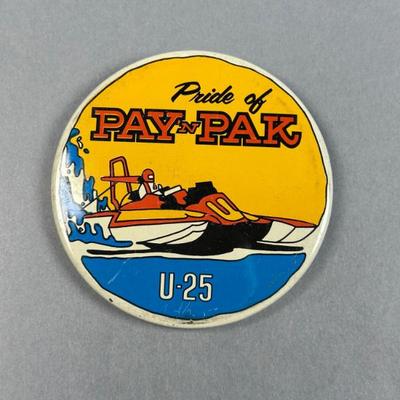 Pride of
PAY N PAK
U-25